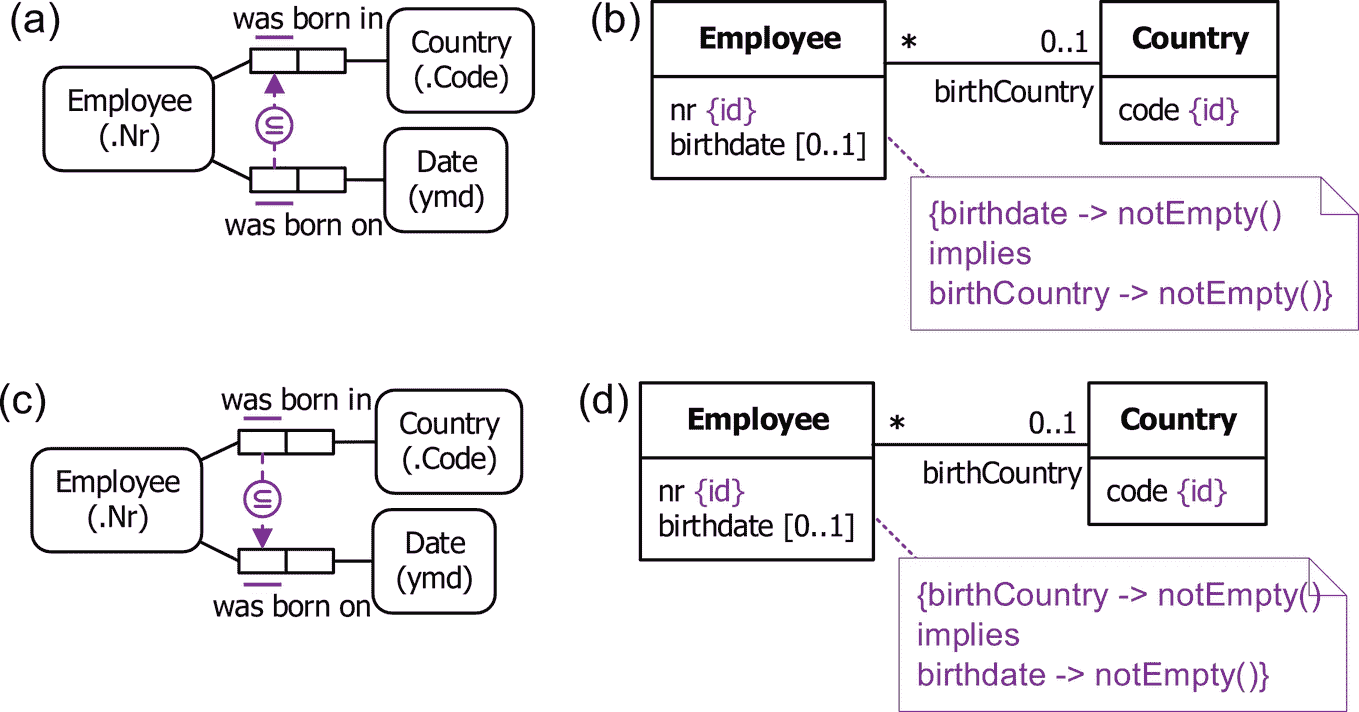 (a)
was born in
Country
(.Code)
Employee
(.Nr)
⊆
Date
(ymd)
was born on
(b)
Employee
* 0..1
Country
birthCountry
nr {id}
birthdate [0..1]
code {id}
{birthdate -> notEmpty()
implies
birthCountry -> notEmpty()}
(c)
was born in
Country
(.Code)
Employee
(.Nr)
⊆
Date
(ymd)
was born on
(d)
Employee
* 0..1
Country
birthCountry
nr {id}
birthdate [0..1]
code {id}
{birthCountry -> notEmpty()
implies
birthdate -> notEmpty()}